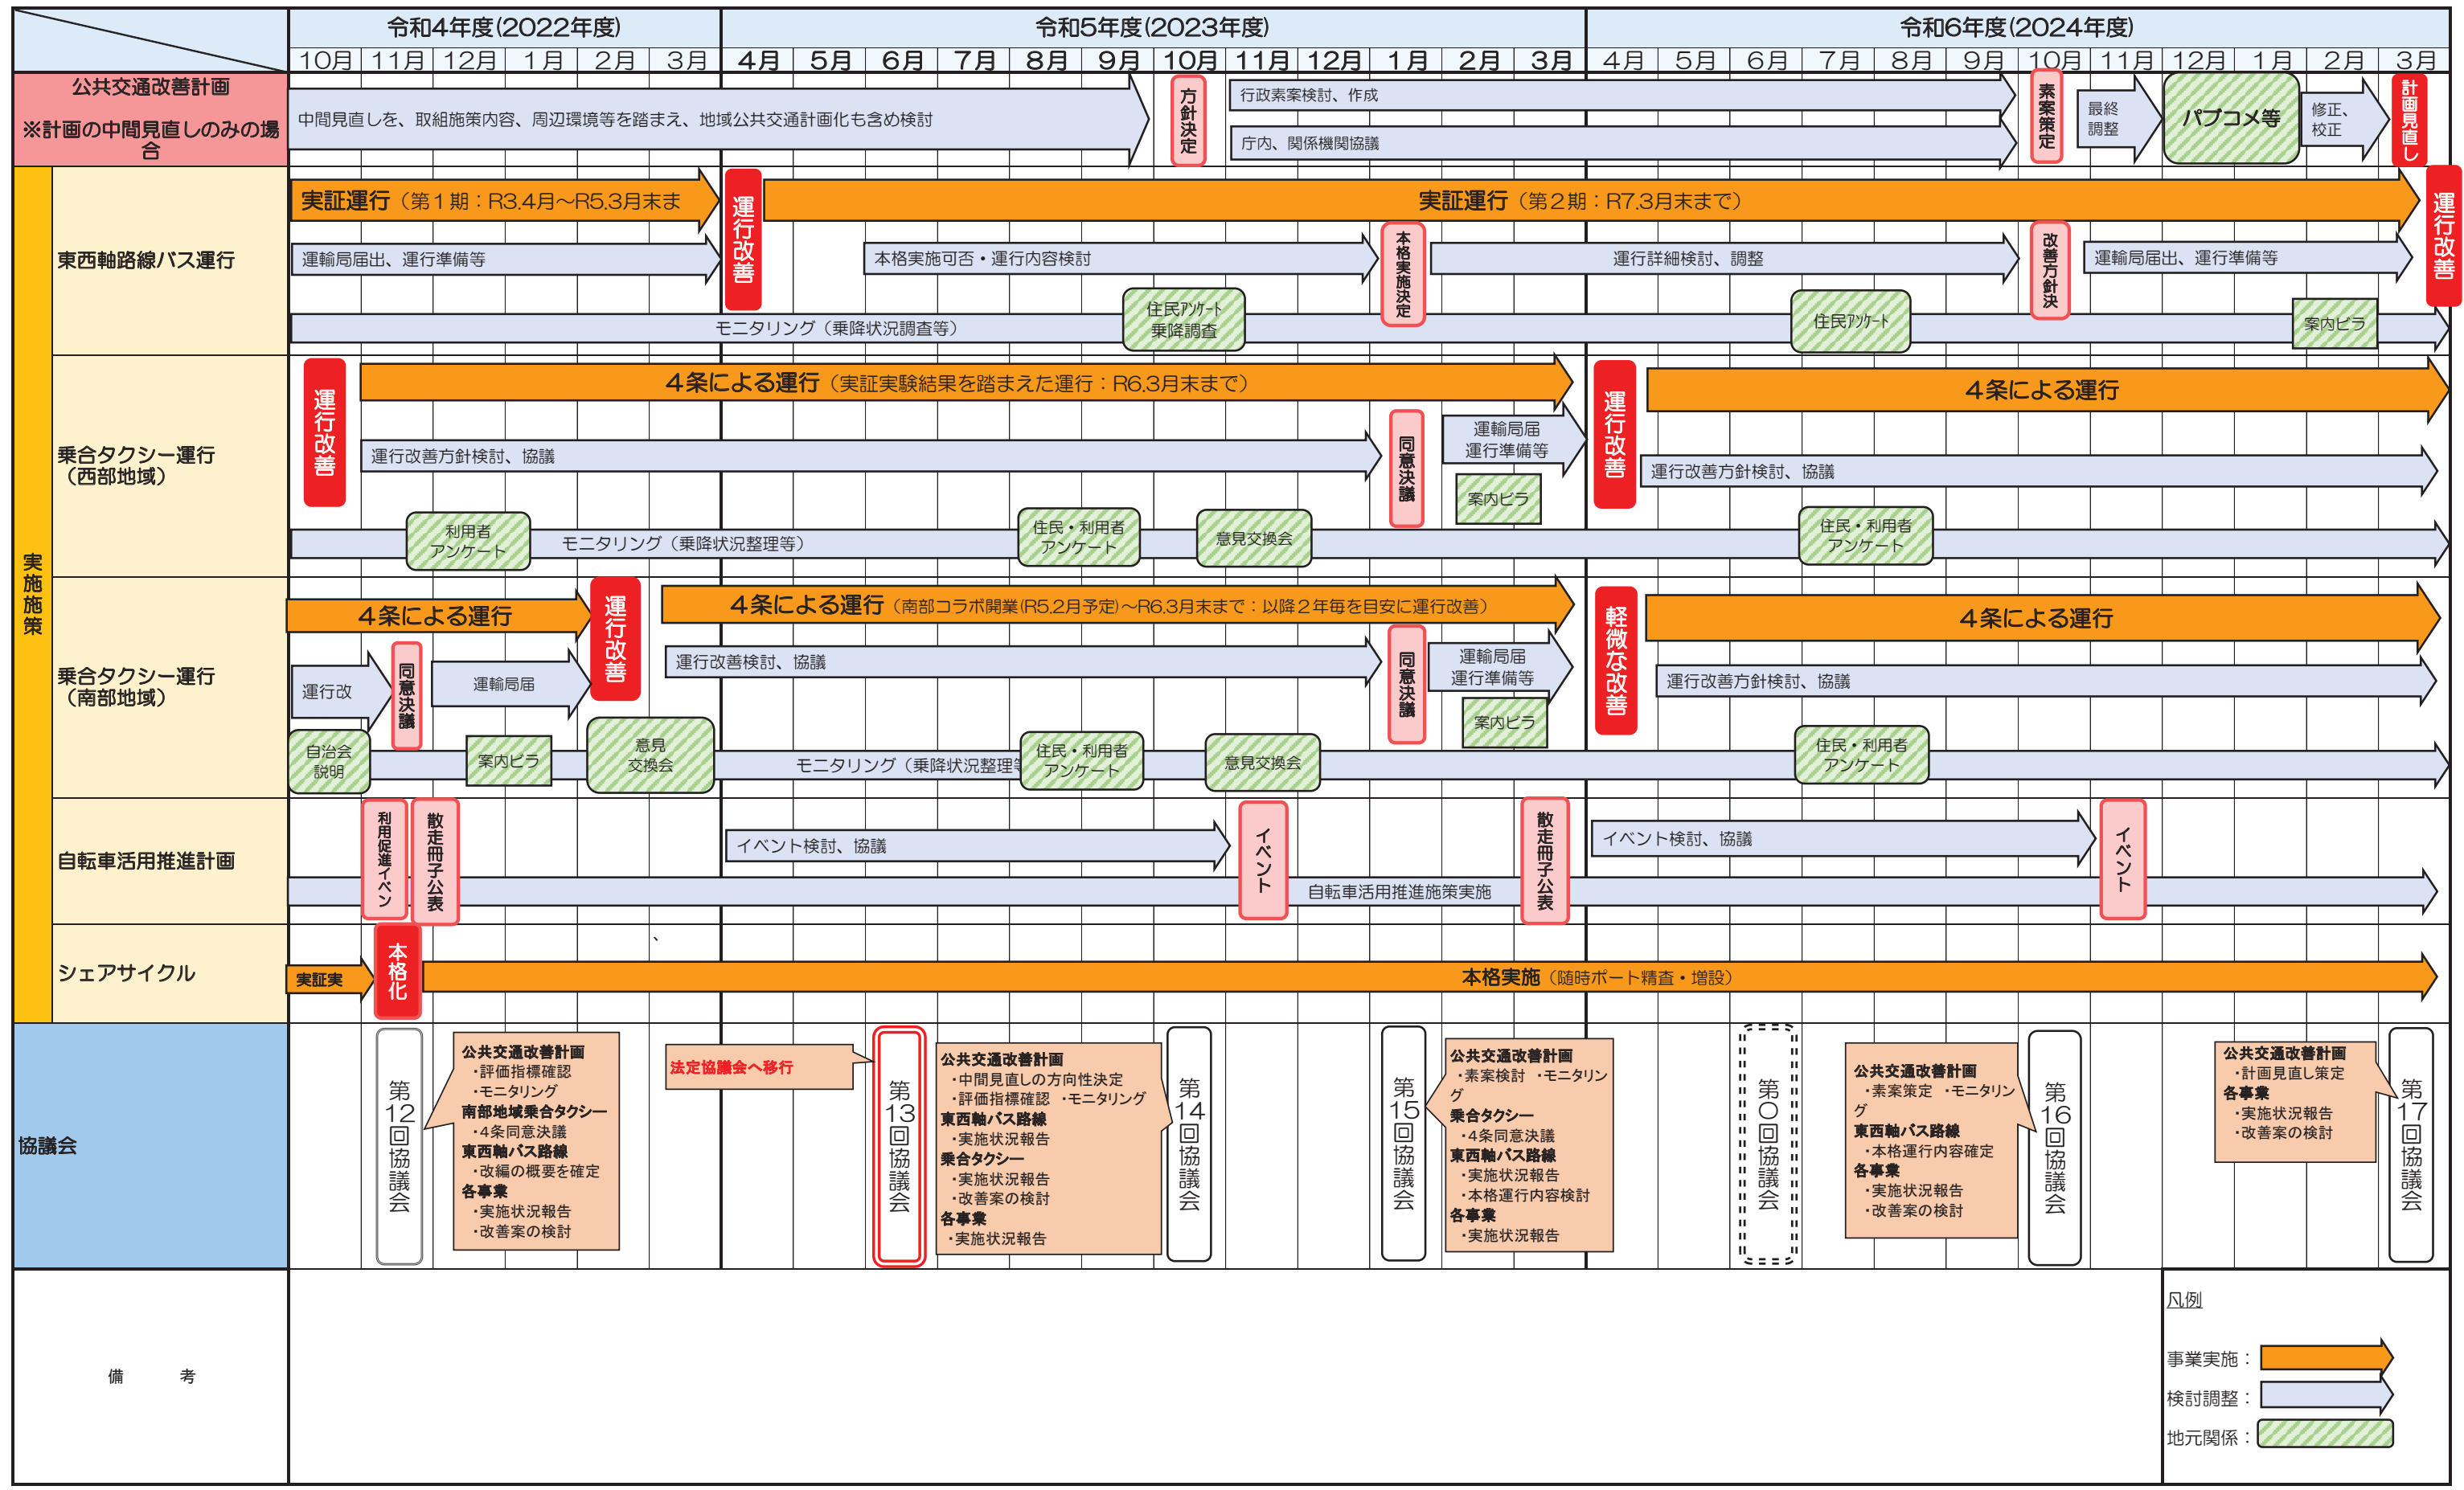 令和4年度(2022年度)
令和5年度(2023年度)
令和6年度(2024年度)
10月 11月 12月 1月 2月 3月 4月 5月 6月 7月 8月 9月 10月 11月 12月 1月 2月 3月 4月 5月 6月 7月 8月 9月 10月 11月 12月 1月 2月 3月
公共交通改善計画
※計画の中間見直しのみの場
合
中間見直しを、取組施策内容、周辺環境等を踏まえ、地域公共交通計画化も含め検討
方針決定
行政素案検討、作成
庁内、関係機関協議
素案策定
最終
調整
パブコメ等
修正、
校正
計画見直し
実施施策
東西軸路線バス運行
実証運行（第１期：R3.4月～R5.3月末ま
運行改善
実証運行（第２期：R7.3月末まで）
運行改善
運輸局届出、運行準備等
本格実施可否・運行内容検討
本格実施決定
運行詳細検討、調整
改善方針決
運輸局届出、運行準備等
モニタリング（乗降状況調査等）
住民ｱﾝｹｰﾄ
乗降調査
住民ｱﾝｹｰﾄ
案内ビラ
乗合タクシー運行
（西部地域）
運行改善
４条による運行（実証実験結果を踏まえた運行：R6.3月末まで）
運行改善
４条による運行
運行改善方針検討、協議
同意決議
運輸局届
運行準備等
案内ビラ
運行改善方針検討、協議
利用者
アンケート
モニタリング（乗降状況整理等）
住民・利用者
アンケート
意見交換会
住民・利用者
アンケート
乗合タクシー運行
（南部地域）
４条による運行
運行改善
４条による運行（南部コラボ開業(R5.2月予定)～R6.3月末まで：以降２年毎を目安に運行改善）
軽微な改善
４条による運行
運行改
同意決議
運輸局届
運行改善検討、協議
同意決議
運輸局届
運行準備等
案内ビラ
運行改善方針検討、協議
自治会
説明
案内ビラ
意見
交換会
モニタリング（乗降状況整理等
住民・利用者
アンケート
意見交換会
住民・利用者
アンケート
自転車活用推進計画
利用促進イベン
散走冊子公表
イベント検討、協議
イベント
散走冊子公表
イベント検討、協議
イベント
自転車活用推進施策実施
シェアサイクル
、
実証実
本格化
本格実施（随時ポート精査・増設）
協議会
第12回協議会
公共交通改善計画
・評価指標確認
・モニタリング
南部地域乗合タクシー
・4条同意決議
東西軸バス路線
・改編の概要を確定
各事業
・実施状況報告
・改善案の検討
法定協議会へ移行
第13回協議会
公共交通改善計画
・中間見直しの方向性決定
・評価指標確認　・モニタリング
東西軸バス路線
・実施状況報告
乗合タクシー
・実施状況報告
・改善案の検討
各事業
・実施状況報告
第14回協議会
第15回協議会
公共交通改善計画
・素案検討　・モニタリン
グ
乗合タクシー
・4条同意決議
東西軸バス路線
・実施状況報告
・本格運行内容検討
各事業
・実施状況報告
第〇回協議会
公共交通改善計画
・素案策定　・モニタリン
グ
東西軸バス路線
・本格運行内容確定
各事業
・実施状況報告
・改善案の検討
第16回協議会
公共交通改善計画
・計画見直し策定
各事業
・実施状況報告
・改善案の検討
第17回協議会
備　考
凡例
事業実施：
検討調整：
地元関係：